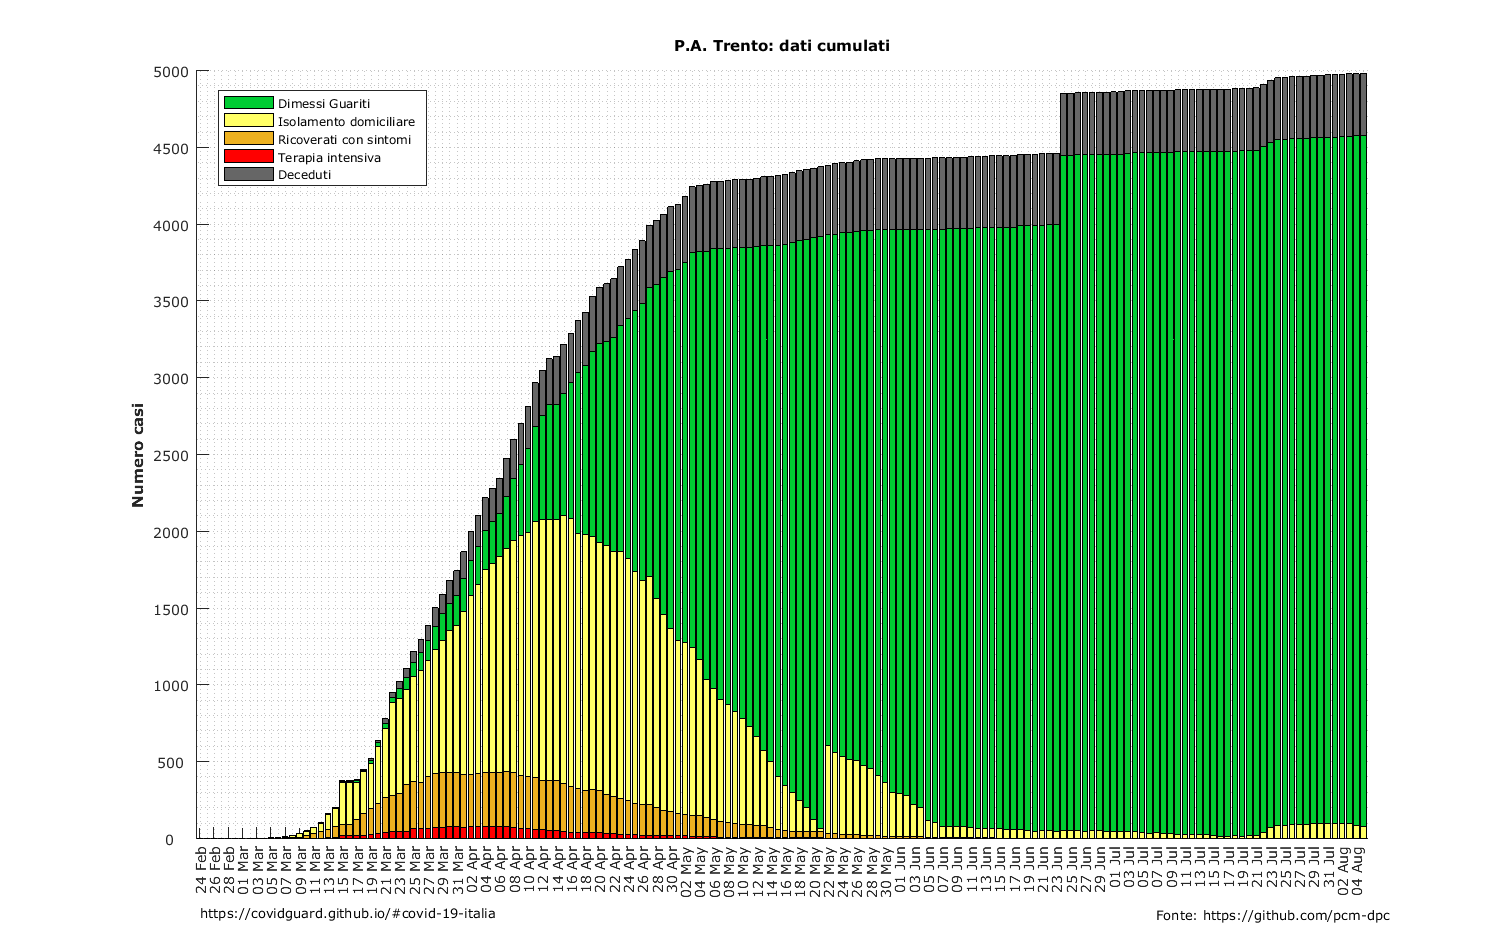 P.A. Trento: dati cumulati
5000
4500
4000
3500
3000
2500
2000
1500
1000
500
0
Numero casi
Dimessi Guariti
Isolamento domiciliare
Ricoverati con sintomi
Terapia intensiva
Deceduti
24 Feb
26 Feb
28 Feb
01 Mar
03 Mar
05 Mar
07 Mar
09 Mar
11 Mar
13 Mar
15 Mar
17 Mar
19 Mar
21 Mar
23 Mar
25 Mar
27 Mar
29 Mar
31 Mar
02 Apr
04 Apr
06 Apr
08 Apr
10 Apr
12 Apr
14 Apr
16 Apr
18 Apr
20 Apr
22 Apr
24 Apr
26 Apr
28 Apr
30 Apr
02 May
04 May
06 May
08 May
10 May
12 May
14 May
16 May
18 May
20 May
22 May
24 May
26 May
28 May
30 May
01 Jun
03 Jun
05 Jun
07 Jun
09 Jun
11 Jun
13 Jun
15 Jun
17 Jun
19 Jun
21 Jun
23 Jun
25 Jun
27 Jun
29 Jun
01 Jul
03 Jul
05 Jul
07 Jul
09 Jul
11 Jul
13 Jul
15 Jul
17 Jul
19 Jul
21 Jul
23 Jul
25 Jul
27 Jul
29 Jul
31 Jul
02 Aug
04 Aug
https://covidguard.github.io/#covid-19-italia
Fonte: https://github.com/pcm-dpc